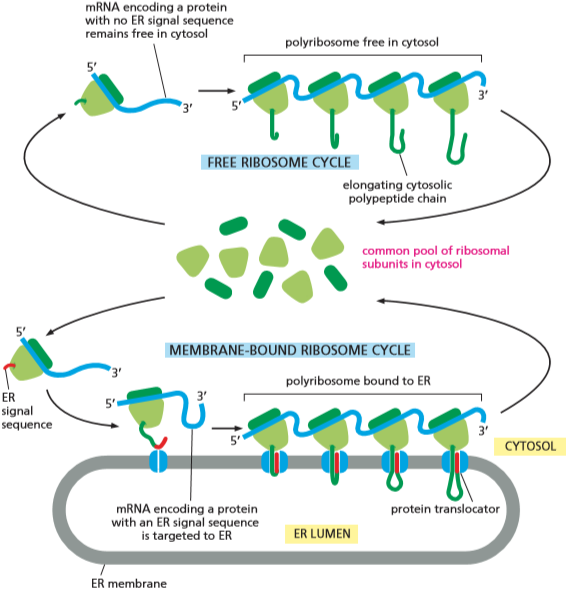 mRNA encoding a protein
with no ER signal sequence
remains free in cytosol
polyribosome free in cytosol
5′
3′
5′
3′
FREE RIBOSOME CYCLE
elongating cytosolic
polypeptide chain
common pool of ribosomal
subunits in cytosol
5′
3′
MEMBRANE-BOUND RIBOSOME CYCLE
polyribosome bound to ER
ER
signal
sequence
5′
3′
5′
3′
CYTOSOL
mRNA encoding a protein
with an ER signal sequence
is targeted to ER
protein translocator
ER LUMEN
ER membrane